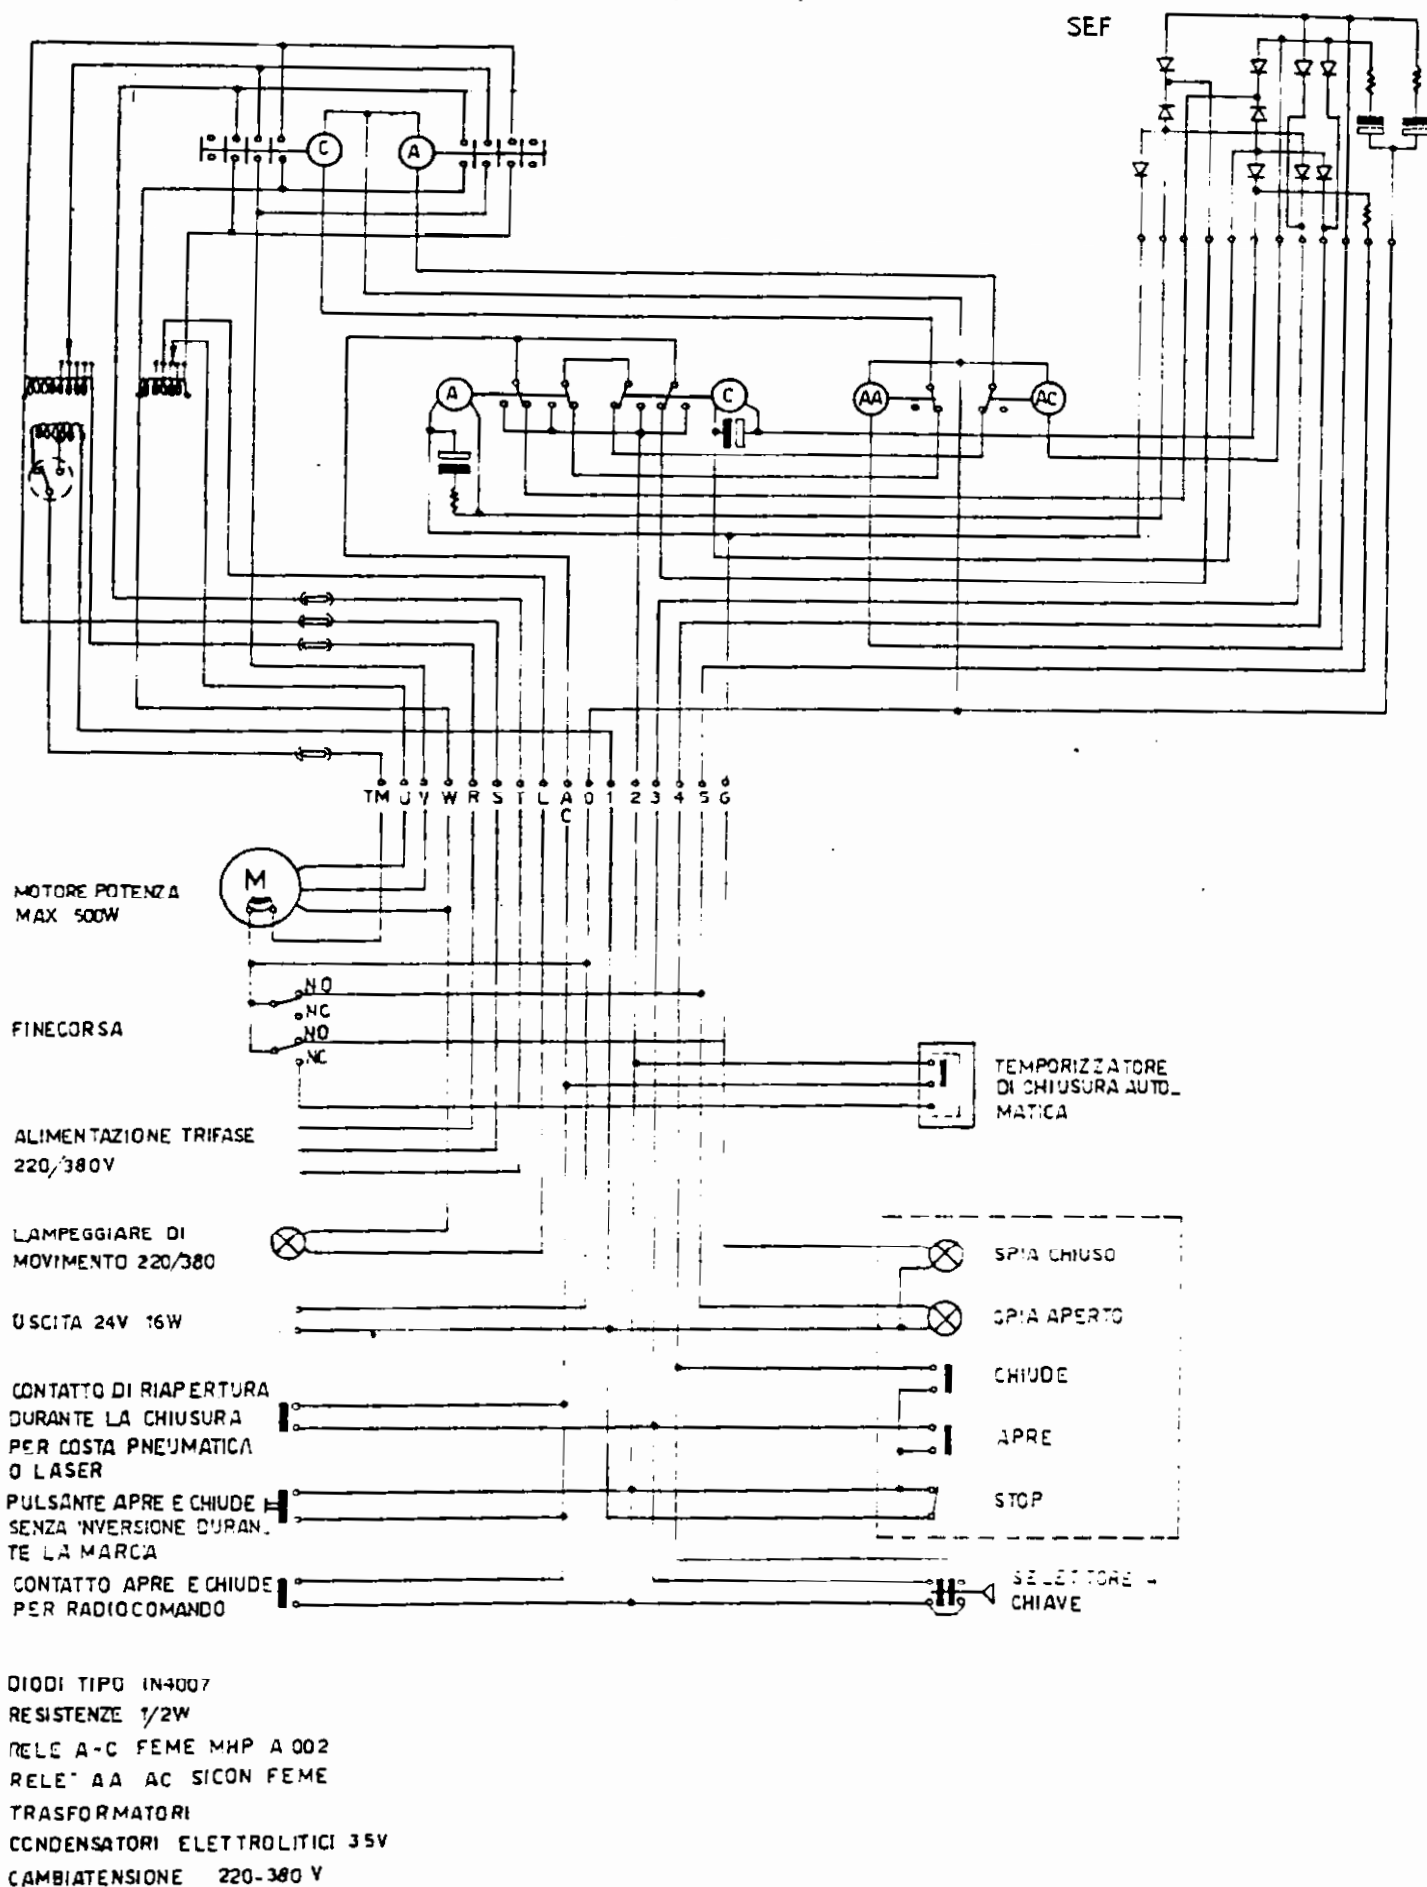 SEF
C
A
A
C
AA
AC
TM U V W R S T L A C 0 1 2 3 4 5 6
M
MOTORE POTENZA
MAX 500W
NO
NC
NO
NC
FINECORSA
TEMPORIZZATORE
DI CHIUSURA AUTO_
MATICA
ALIMENTAZIONE TRIFASE
220/380V
LAMPEGGIARE DI
MOVIMENTO 220/380
SPIA CHIUSO
USCITA 24V 16W
SPIA APERTO
CHIUDE
CONTATTO DI RIAPERTURA
DURANTE LA CHIUSURA
PER COSTA PNEUMATICA
O LASER
APRE
PULSANTE APRE E CHIUDE
SENZA INVERSIONE DURAN_
TE LA MARCA
STOP
CONTATTO APRE E CHIUDE
PER RADIOCOMANDO
SELETTORE
CHIAVE
DIODI TIPO IN4007
RESISTENZE 1/2W
RELE A-C FEME MHP A 002
RELE' AA AC SICON FEME
TRASFORMATORI
CONDENSATORI ELETTROLITICI 35V
CAMBIATENSIONE 220-380 V